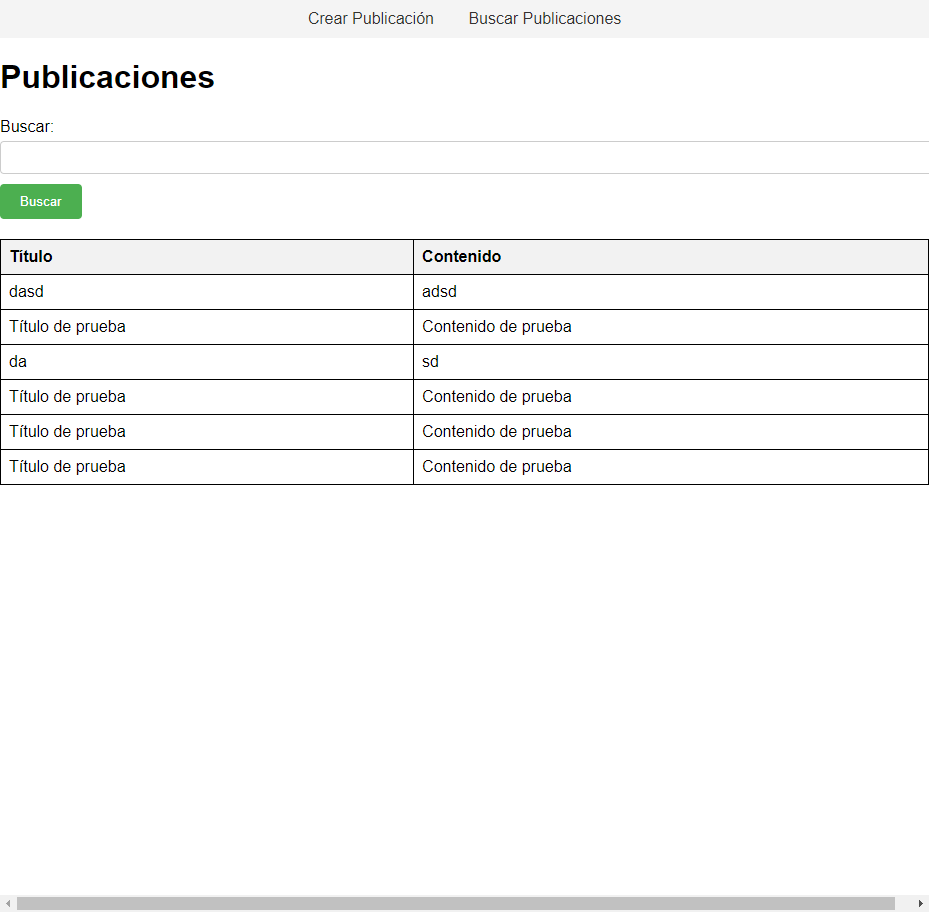 Crear Publicación Buscar Publicaciones
Publicaciones
Buscar:
Buscar
Título Contenido
dasd adsd
Título de prueba Contenido de prueba
da sd
Título de prueba Contenido de prueba
Título de prueba Contenido de prueba
Título de prueba Contenido de prueba